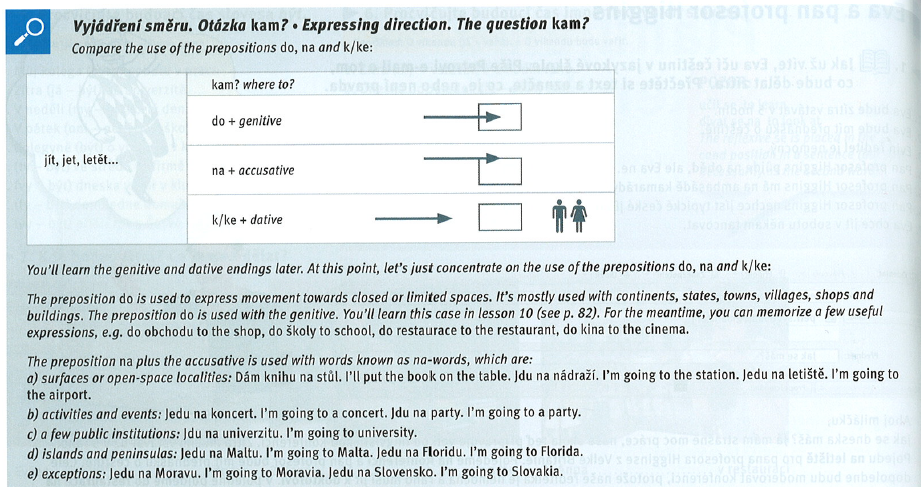 Vyjádření směru. Otázka kam? • Expressing direction. The question kam?
Compare the use of the prepositions do, na and k/ke:
kam? where to?
do + genitive
jít, jet, letět...
na + accusative
k/ke + dative
You'll learn the genitive and dative endings later. At this point, let's just concentrate on the use of the prepositions do, na and k/ke:
The preposition do is used to express movement towards closed or limited spaces. It's mostly used with continents, states, towns, villages, shops and
buildings. The preposition do is used with the genitive. You'll learn this case in lesson 10 (see p. 82). For the meantime, you can memorize a few useful
expressions, e.g. do obchodu to the shop, do školy to school, do restaurace to the restaurant, do kina to the cinema.
The preposition na plus the accusative is used with words known as na-words, which are:
a) surfaces or open-space localities: Dám knihu na stůl. I'll put the book on the table. Jdu na nádraží. I'm going to the station. Jedu na letiště. I'm going to
the airport.
b) activities and events: Jedu na koncert. I'm going to a concert. Jdu na party. I'm going to a party.
c) a few public institutions: Jdu na univerzitu. I'm going to university.
d) islands and peninsulas: Jedu na Maltu. I'm going to Malta. Jedu na Floridu. I'm going to Florida.
e) exceptions: Jedu na Moravu. I'm going to Moravia. Jedu na Slovensko. I'm going to Slovakia.